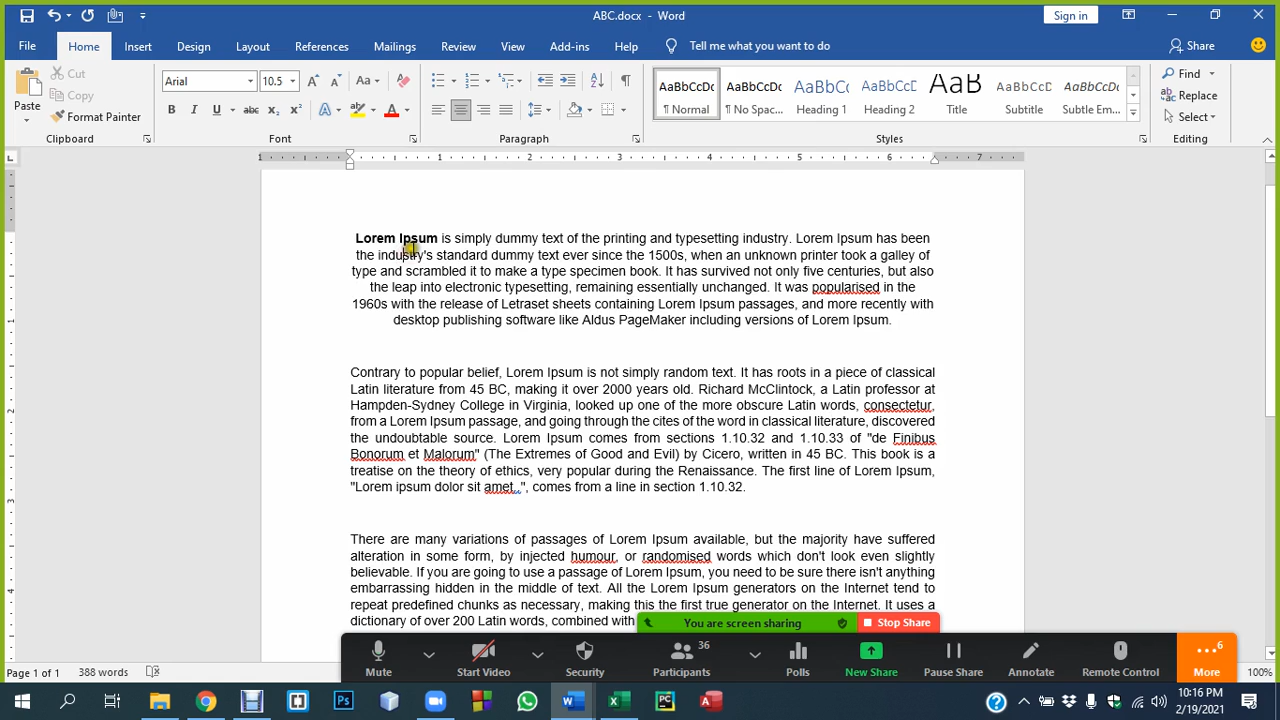 ABC.docx - Word
Sign in
File Home Insert Design Layout References Mailings Review View Add-ins Help Tell me what you want to do Share
Paste
Cut
Copy
Format Painter
Clipboard
Arial 10.5
Font
Paragraph
AaBbCcDc AaBbCcDc AaBbCc AaBbCcC AaB AaBbCcD AaBbCcDc
¶ Normal ¶ No Spac... Heading 1 Heading 2 Title Subtitle Subtle Em...
Styles
Find
Replace
Select
Editing
1 1 2 3 4 5 6 7
Lorem Ipsum is simply dummy text of the printing and typesetting industry. Lorem Ipsum has been
the industry's standard dummy text ever since the 1500s, when an unknown printer took a galley of
type and scrambled it to make a type specimen book. It has survived not only five centuries, but also
the leap into electronic typesetting, remaining essentially unchanged. It was popularised in the
1960s with the release of Letraset sheets containing Lorem Ipsum passages, and more recently with
desktop publishing software like Aldus PageMaker including versions of Lorem Ipsum.
Contrary to popular belief, Lorem Ipsum is not simply random text. It has roots in a piece of classical
Latin literature from 45 BC, making it over 2000 years old. Richard McClintock, a Latin professor at
Hampden-Sydney College in Virginia, looked up one of the more obscure Latin words, consectetur,
from a Lorem Ipsum passage, and going through the cites of the word in classical literature, discovered
the undoubtable source. Lorem Ipsum comes from sections 1.10.32 and 1.10.33 of "de Finibus
Bonorum et Malorum" (The Extremes of Good and Evil) by Cicero, written in 45 BC. This book is a
treatise on the theory of ethics, very popular during the Renaissance. The first line of Lorem Ipsum,
"Lorem ipsum dolor sit amet..", comes from a line in section 1.10.32.
There are many variations of passages of Lorem Ipsum available, but the majority have suffered
alteration in some form, by injected humour, or randomised words which don't look even slightly
believable. If you are going to use a passage of Lorem Ipsum, you need to be sure there isn't anything
embarrassing hidden in the middle of text. All the Lorem Ipsum generators on the Internet tend to
repeat predefined chunks as necessary, making this the first true generator on the Internet. It uses a
dictionary of over 200 Latin words, combined with
You are screen sharing Stop Share
36 6
Mute Start Video Security Participants Polls New Share Pause Share Annotate More
Page 1 of 1 388 words 100%
10:16 PM
2/19/2021